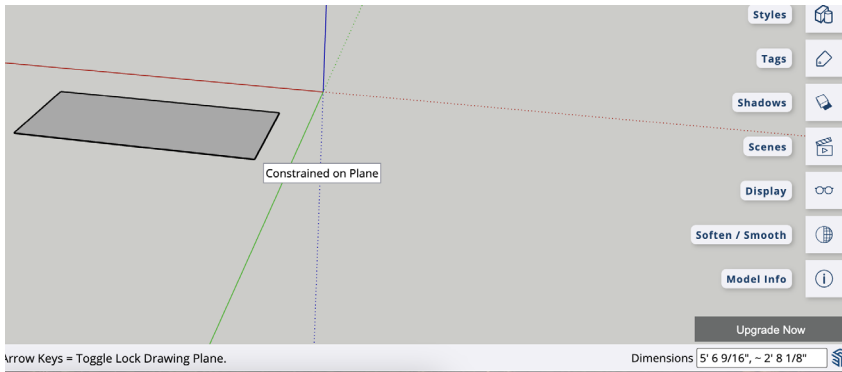 Styles
Tags
Shadows
Constrained on Plane
Scenes
Display
Soften / Smooth
Model Info
Upgrade Now
Arrow Keys = Toggle Lock Drawing Plane.
Dimensions 5' 6 9/16", ~ 2' 8 1/8"